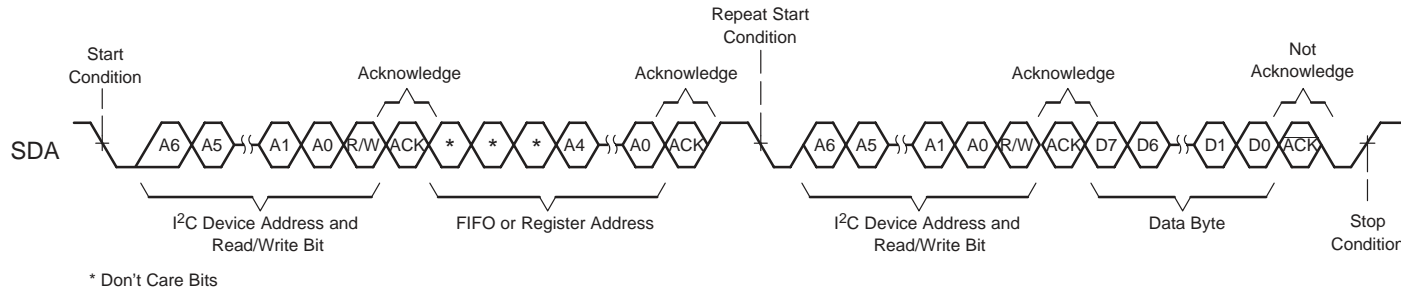 Repeat Start
Condition
Start
Condition
Not
Acknowledge
Acknowledge
Acknowledge
Acknowledge
SDA
A6 A5 A1 A0 R/W ACK * * * A4 A0 ACK A6 A5 A1 A0 R/W ACK D7 D6 D1 D0 ACK
I²C Device Address and
Read/Write Bit
FIFO or Register Address
I²C Device Address and
Read/Write Bit
Data Byte
Stop
Condition
* Don't Care Bits